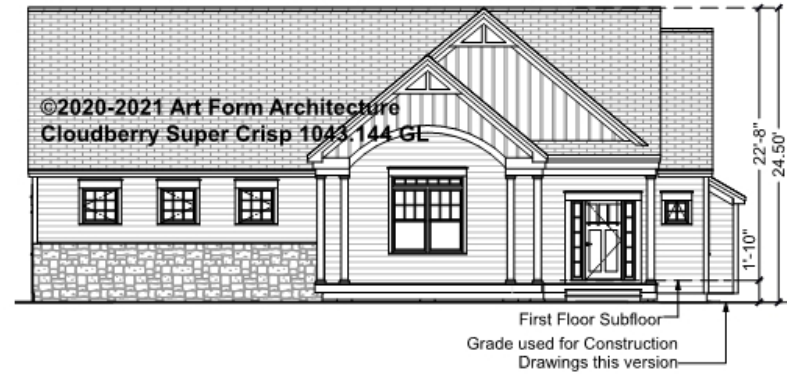 ©2020-2021 Art Form Architecture
Cloudberry Super Crisp 1043.144 GL
22'-8"
24.50'
1'-10"
First Floor Subfloor
Grade used for Construction
Drawings this version